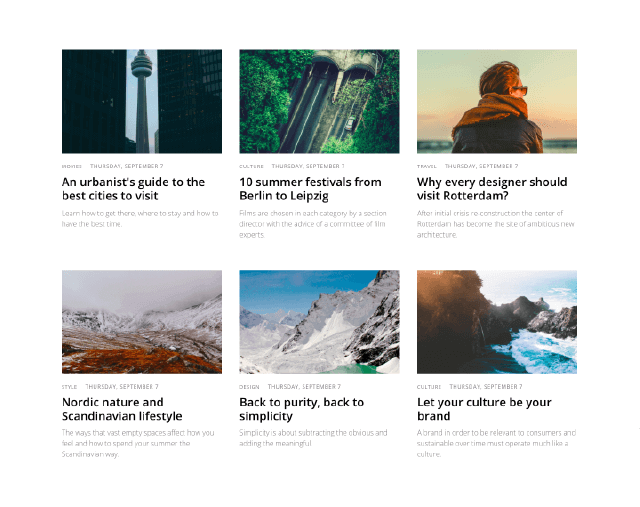 MOVIES THURSDAY, SEPTEMBER 7
An urbanist's guide to the
best cities to visit
Learn how to get there, where to stay and how to
have the best time.
CULTURE THURSDAY, SEPTEMBER 7
10 summer festivals from
Berlin to Leipzig
Films are chosen in each category by a section
director with the advice of a committee of film
experts
TRAVEL THURSDAY, SEPTEMBER 7
Why every designer should
visit Rotterdam?
After initial crisis re-construction the center of
Rotterdam has become the site of ambitious new
architecture.
STYLE THURSDAY, SEPTEMBER 7
Nordic nature and
Scandinavian lifestyle
The ways that vast empty spaces affect how you
feel and how to spend your summer the
Scandinavian way.
DESIGN THURSDAY, SEPTEMBER 7
Back to purity, back to
simplicity
Simplicity is about subtracting the obvious and
adding the meaningful
CULTURE THURSDAY, SEPTEMBER 7
Let your culture be your
brand
A brand in order to be relevant to consumers and
sustainable over time must operate much like a
culture.